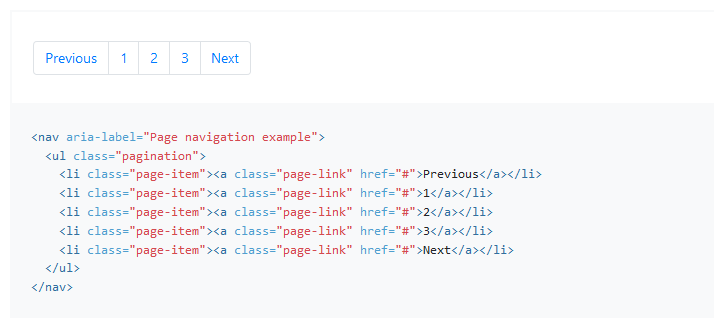 Previous 1 2 3 Next
<nav aria-label="Page navigation example">
  <ul class="pagination">
    <li class="page-item"><a class="page-link" href="#">Previous</a></li>
    <li class="page-item"><a class="page-link" href="#">1</a></li>
    <li class="page-item"><a class="page-link" href="#">2</a></li>
    <li class="page-item"><a class="page-link" href="#">3</a></li>
    <li class="page-item"><a class="page-link" href="#">Next</a></li>
  </ul>
</nav>